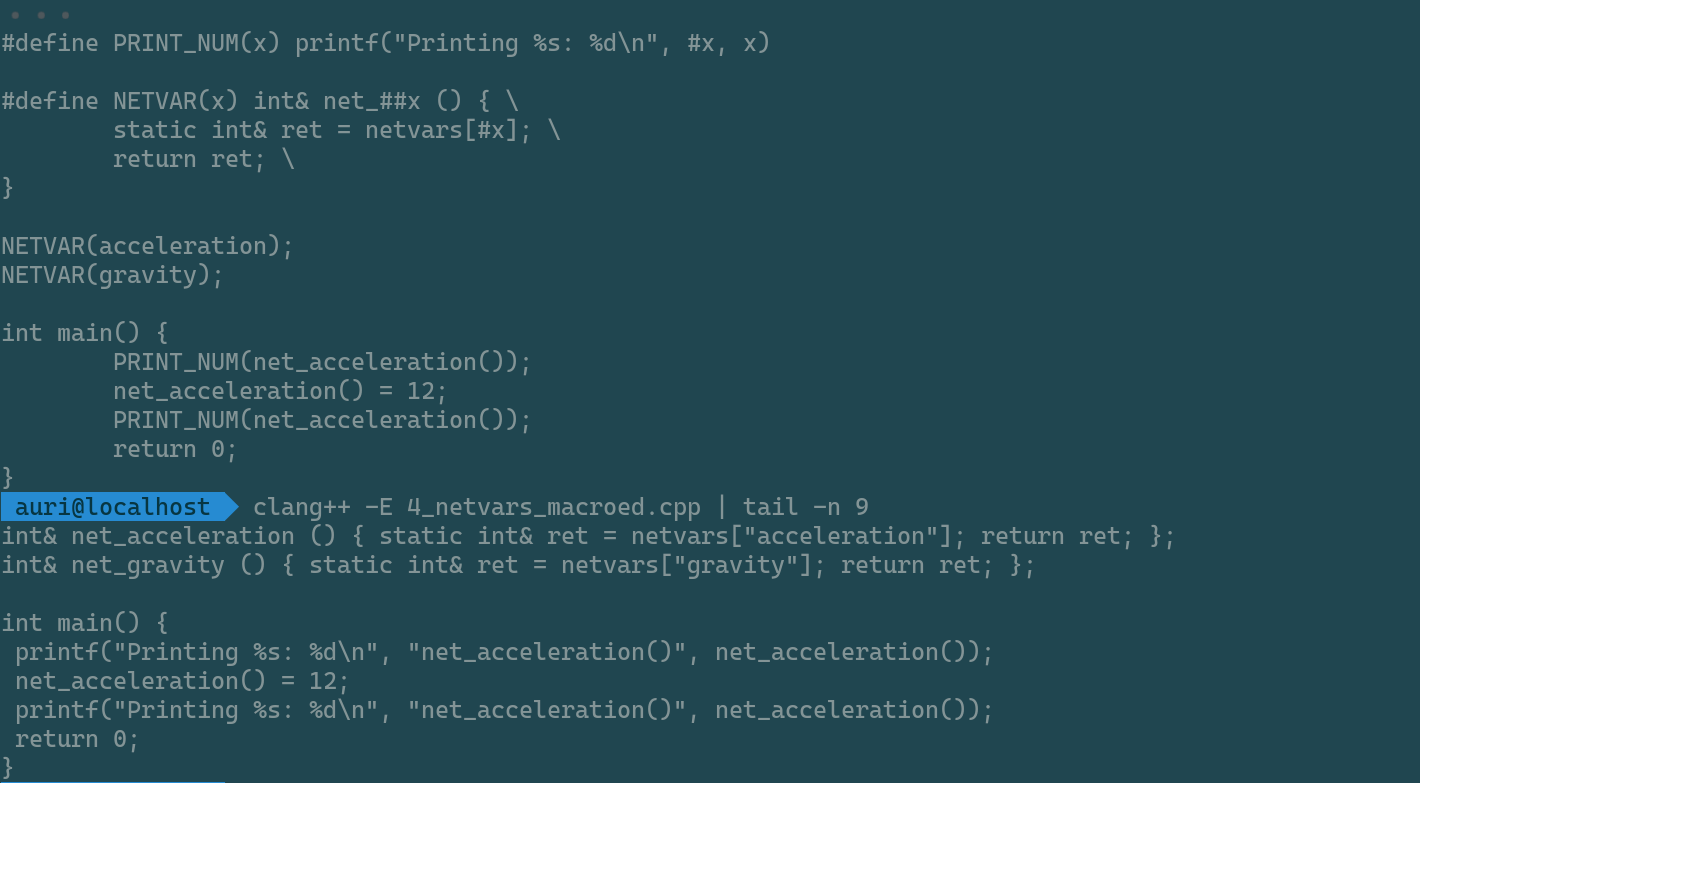 #define PRINT_NUM(x) printf("Printing %s: %d\n", #x, x)

#define NETVAR(x) int& net_##x () { \
        static int& ret = netvars[#x]; \
        return ret; \
}

NETVAR(acceleration);
NETVAR(gravity);

int main() {
        PRINT_NUM(net_acceleration());
        net_acceleration() = 12;
        PRINT_NUM(net_acceleration());
        return 0;
}
auri@localhost clang++ -E 4_netvars_macroed.cpp | tail -n 9
int& net_acceleration () { static int& ret = netvars["acceleration"]; return ret; };
int& net_gravity () { static int& ret = netvars["gravity"]; return ret; };

int main() {
 printf("Printing %s: %d\n", "net_acceleration()", net_acceleration());
 net_acceleration() = 12;
 printf("Printing %s: %d\n", "net_acceleration()", net_acceleration());
 return 0;
}